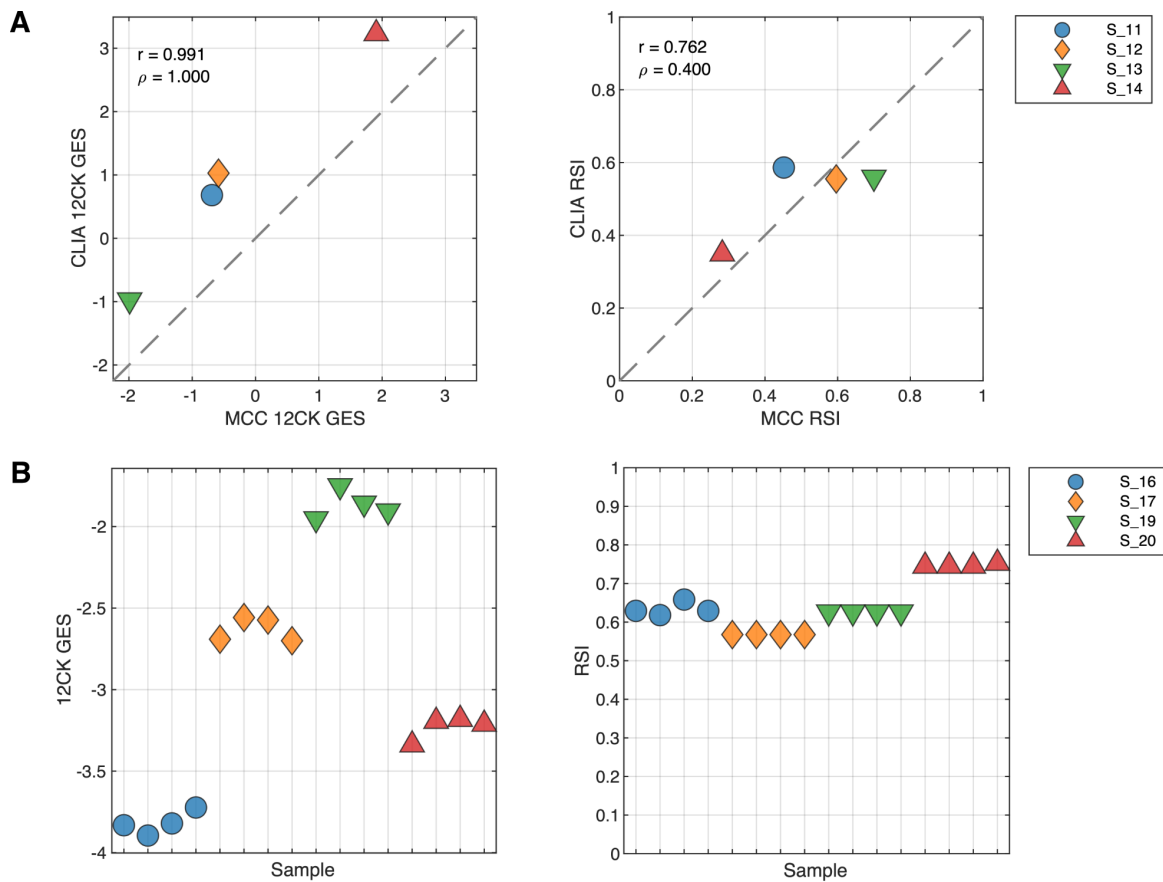 A
r = 0.991
ρ = 1.000
3
2
1
0
-1
-2
CLIA 12CK GES
-2 -1 0 1 2 3
MCC 12CK GES
r = 0.762
ρ = 0.400
1
0.8
0.6
0.4
0.2
0
CLIA RSI
0 0.2 0.4 0.6 0.8 1
MCC RSI
S_11
S_12
S_13
S_14
B
-2
-2.5
-3
-3.5
-4
12CK GES
Sample
1
0.9
0.8
0.7
0.6
0.5
0.4
0.3
0.2
0.1
0
RSI
Sample
S_16
S_17
S_19
S_20